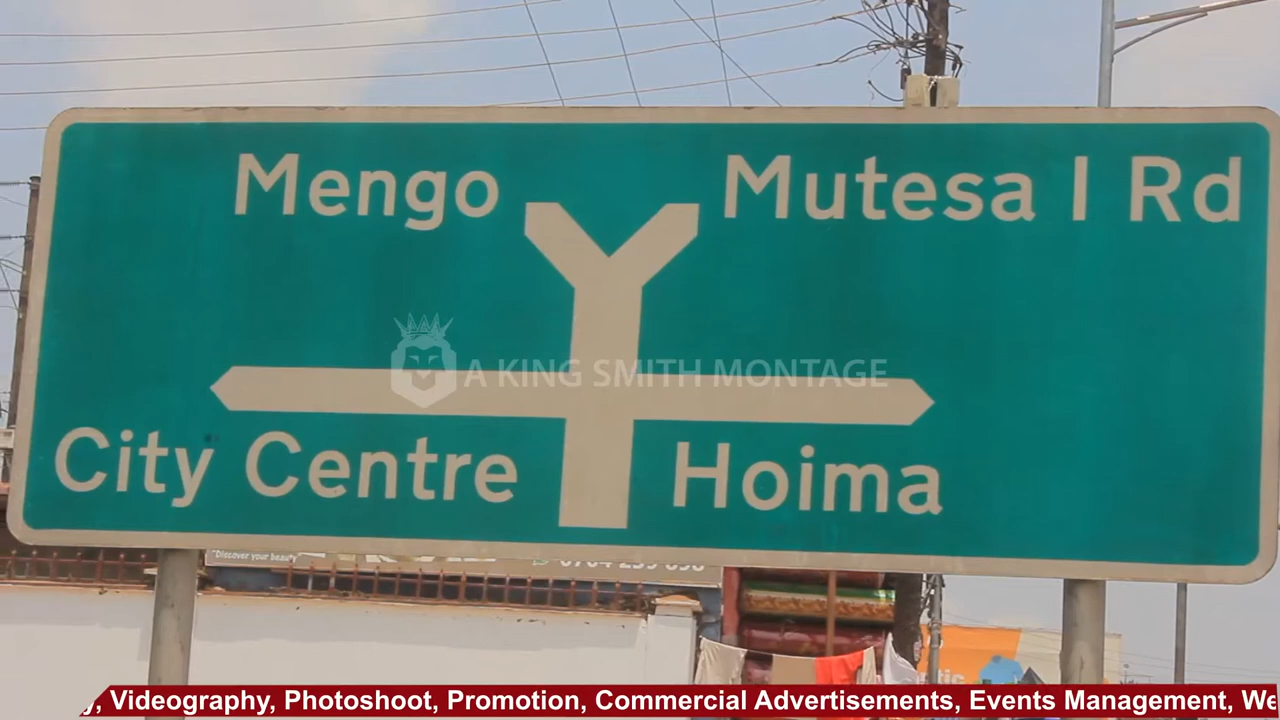 Mengo
Mutesa I Rd
A KING SMITH MONTAGE
City Centre
Hoima
"Discover your beauty
y, Videography, Photoshoot, Promotion, Commercial Advertisements, Events Management, We